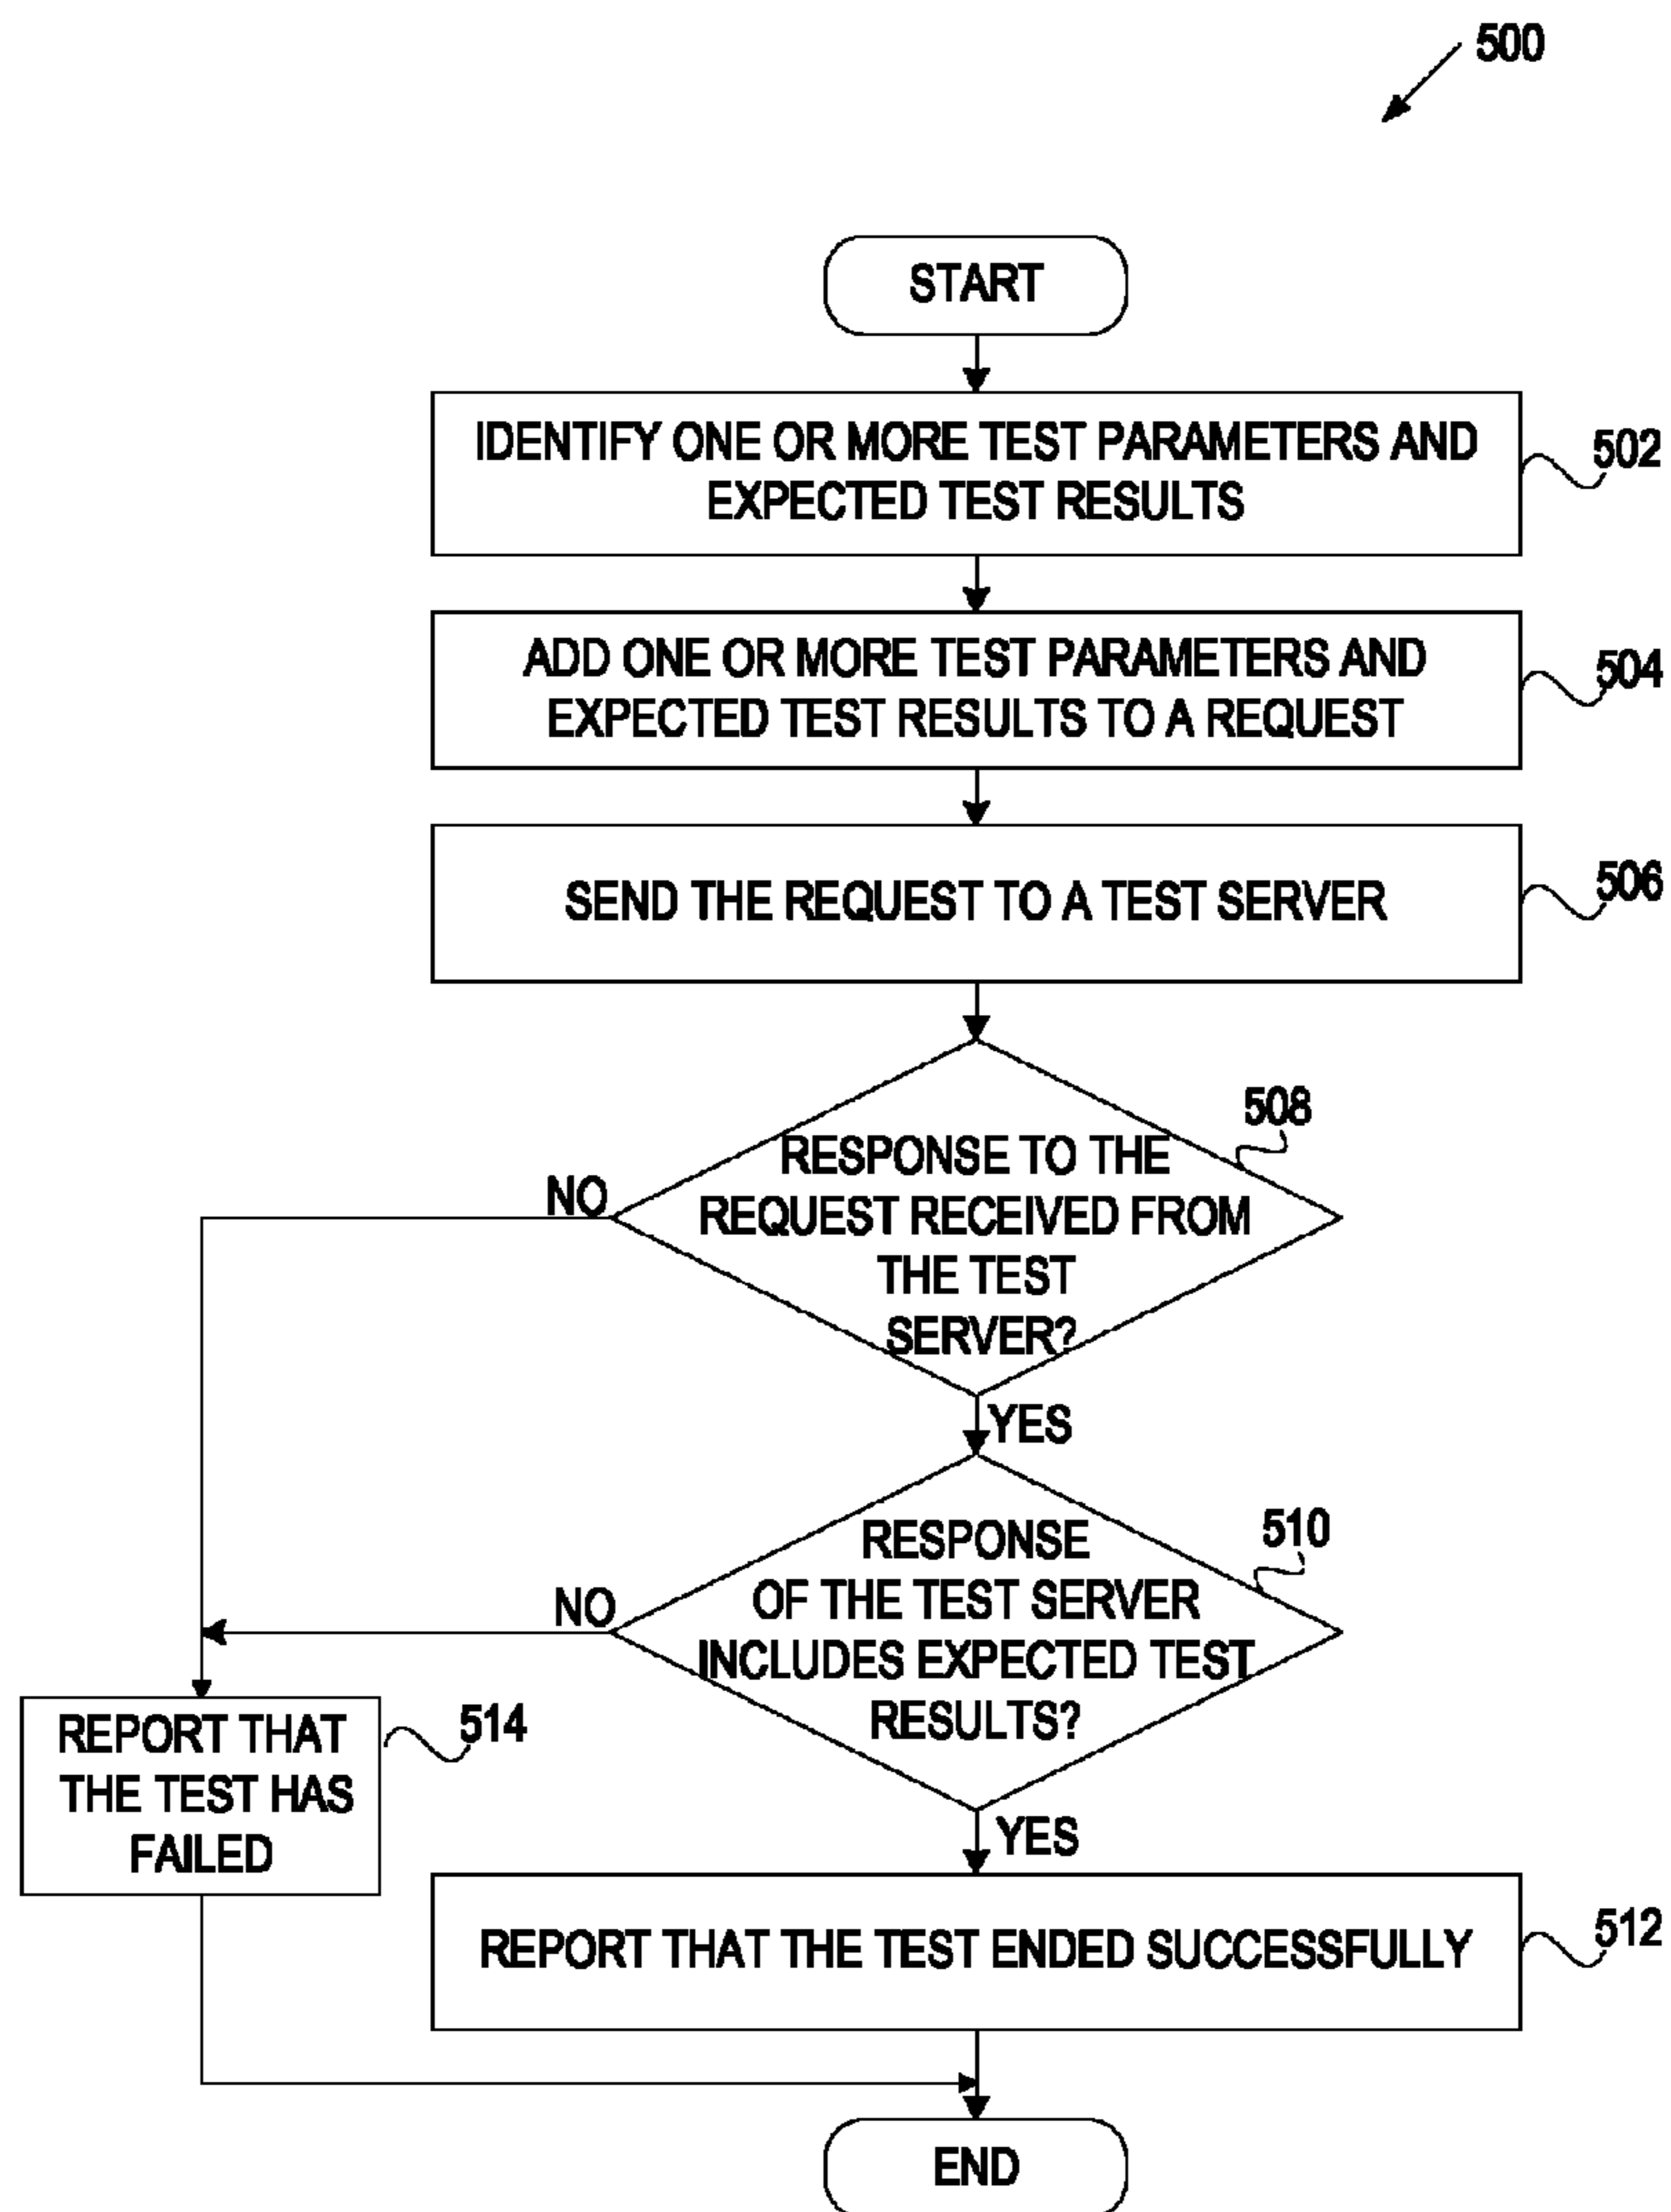 500
START
IDENTIFY ONE OR MORE TEST PARAMETERS AND
EXPECTED TEST RESULTS
502
ADD ONE OR MORE TEST PARAMETERS AND
EXPECTED TEST RESULTS TO A REQUEST
504
SEND THE REQUEST TO A TEST SERVER
506
508
RESPONSE TO THE
REQUEST RECEIVED FROM
THE TEST
SERVER?
NO
YES
510
RESPONSE
OF THE TEST SERVER
INCLUDES EXPECTED TEST
RESULTS?
NO
YES
REPORT THAT
THE TEST HAS
FAILED
514
REPORT THAT THE TEST ENDED SUCCESSFULLY
512
END